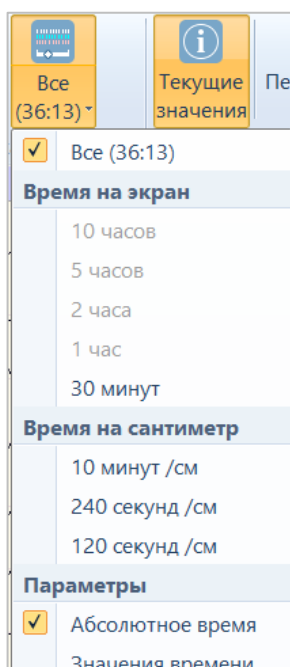 Все
(36:13)
Текущие
значения
Все (36:13)
Время на экран
10 часов
5 часов
2 часа
1 час
30 минут
Время на сантиметр
10 минут /см
240 секунд /см
120 секунд /см
Параметры
Абсолютное время
Значения времени